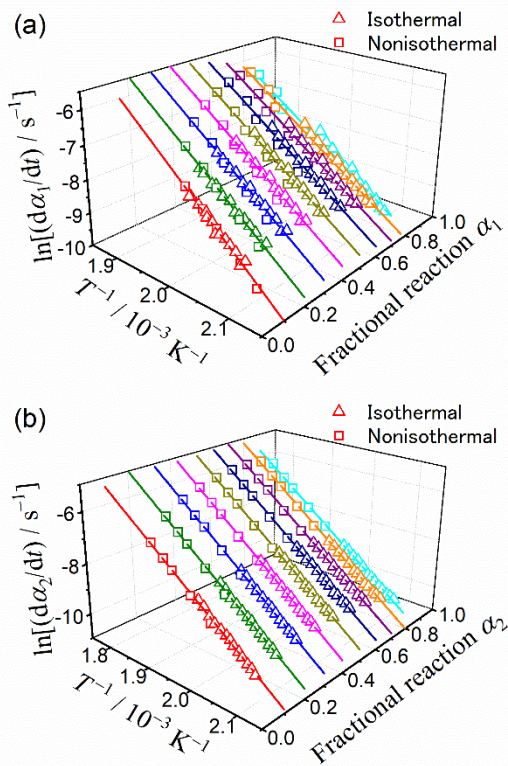 (a)
△ Isothermal
□ Nonisothermal
ln[(dα₁/dt) / s⁻¹]
-6
-7
-8
-9
-10
1.9
2.0
2.1
T⁻¹ / 10⁻³ K⁻¹
0.0
0.2
0.4
0.6
0.8
1.0
Fractional reaction α₁
(b)
△ Isothermal
□ Nonisothermal
ln[(dα₂/dt) / s⁻¹]
-6
-8
-10
1.8
1.9
2.0
2.1
T⁻¹ / 10⁻³ K⁻¹
0.0
0.2
0.4
0.6
0.8
1.0
Fractional reaction α₂